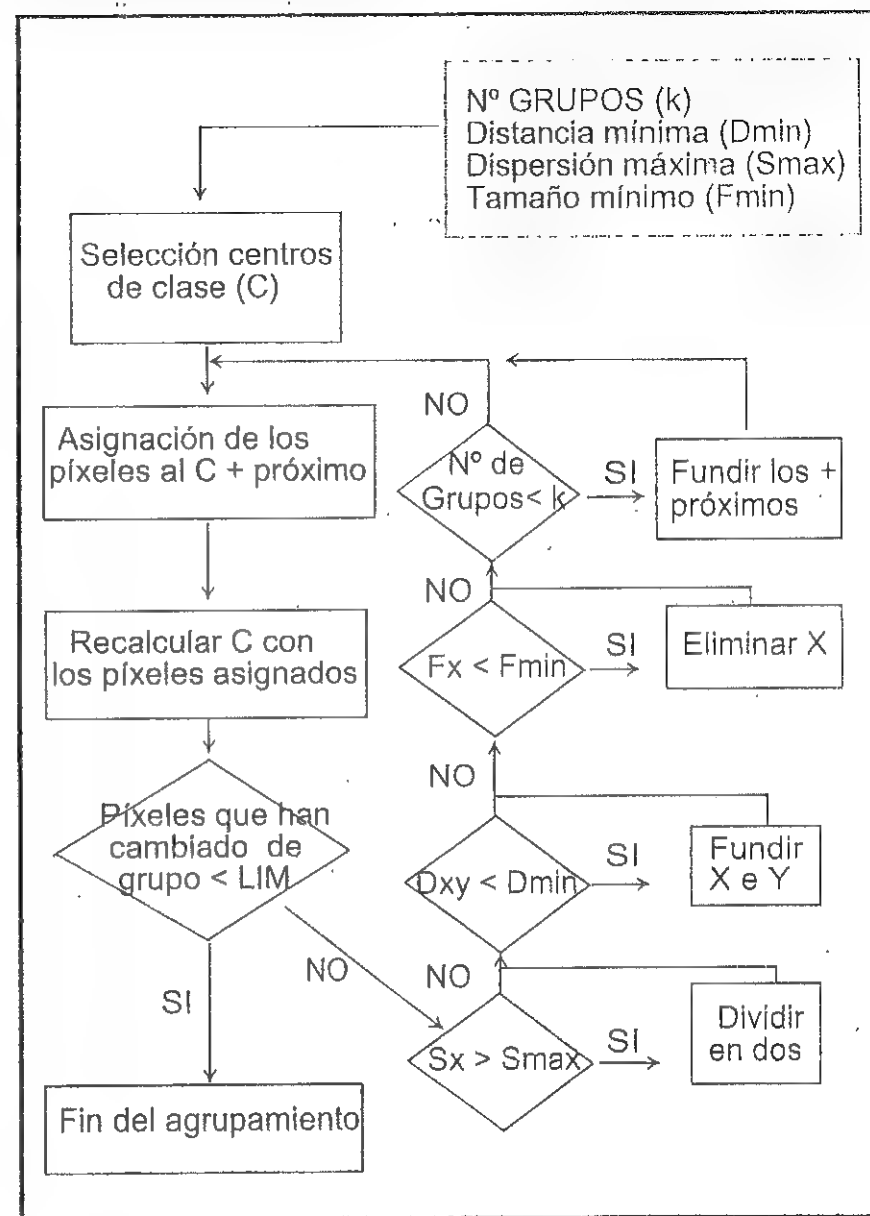 Nº GRUPOS (k)
Distancia mínima (Dmin)
Dispersión máxima (Smax)
Tamaño mínimo (Fmin)
Selección centros
de clase (C)
Asignación de los
píxeles al C + próximo
Recalcular C con
los píxeles asignados
Píxeles que han
cambiado de
grupo < LIM
SI
NO
Fin del agrupamiento
Sx > Smax
SI
Dividir
en dos
NO
Dxy < Dmin
SI
Fundir
X e Y
NO
Fx < Fmin
SI
Eliminar X
NO
Nº de
Grupos< k
SI
Fundir los +
próximos
NO